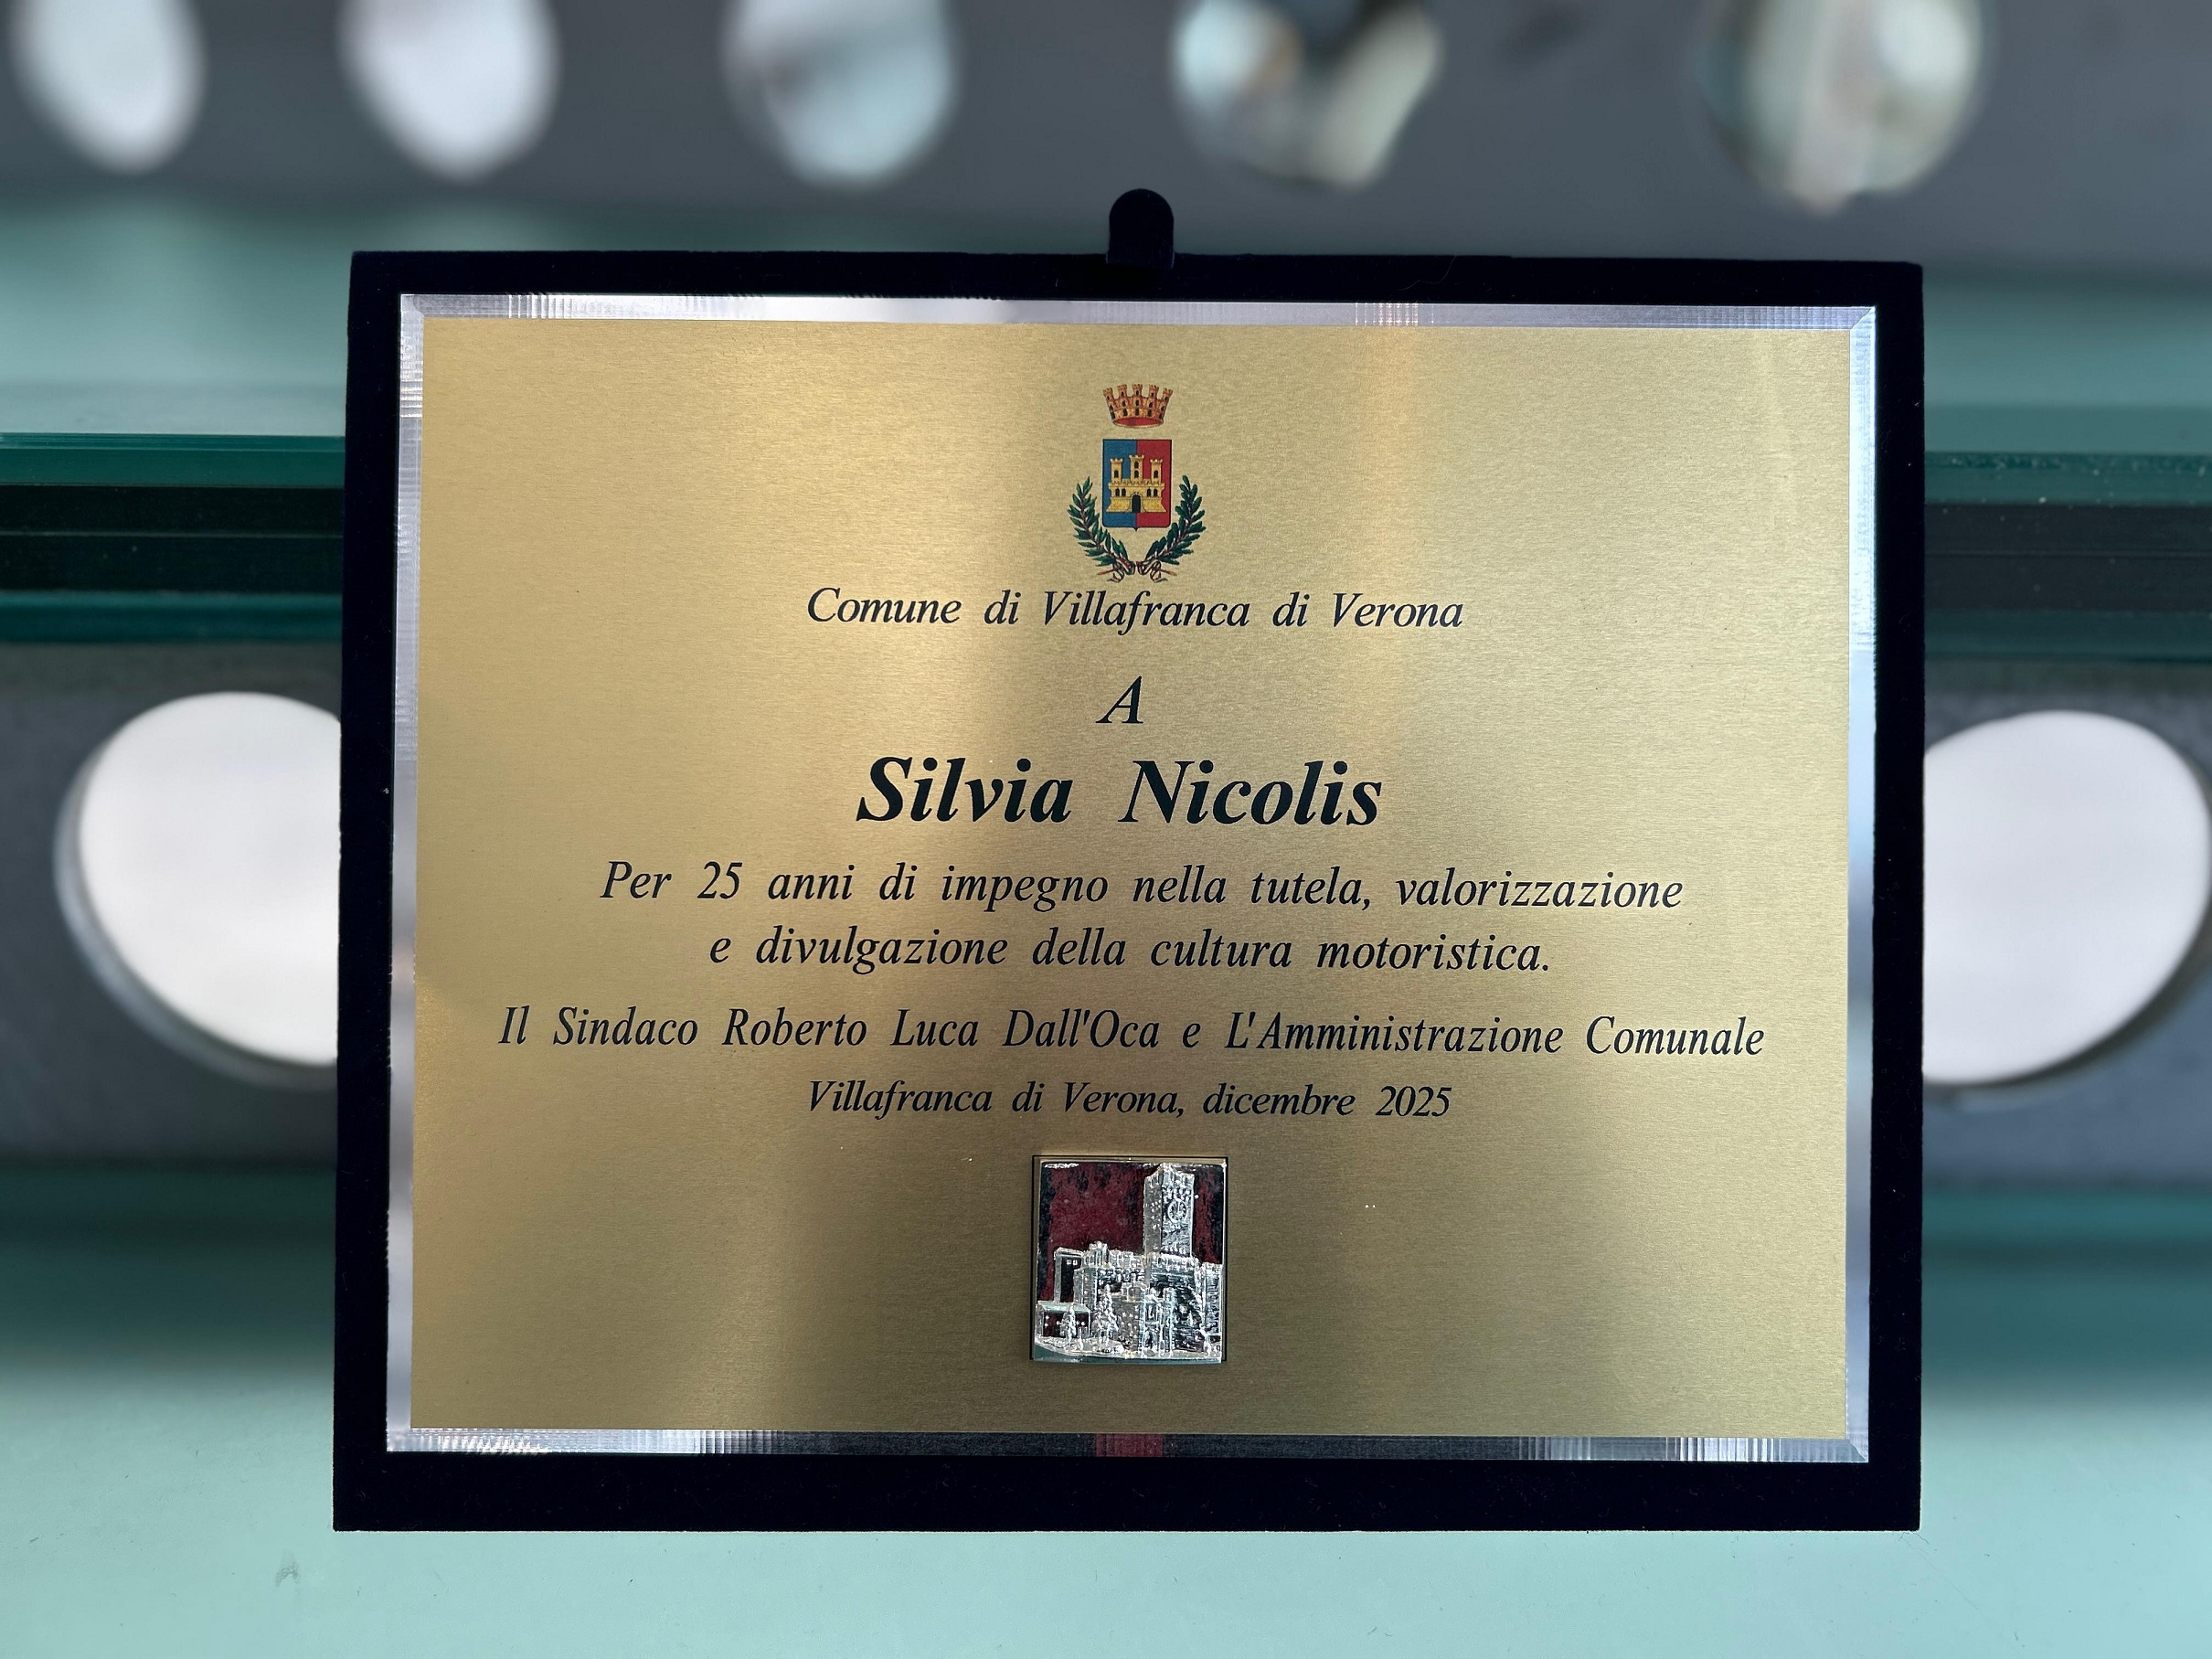 Comune di Villafranca di Verona
A
Silvia Nicolis
Per 25 anni di impegno nella tutela, valorizzazione
e divulgazione della cultura motoristica.
Il Sindaco Roberto Luca Dall'Oca e L'Amministrazione Comunale
Villafranca di Verona, dicembre 2025